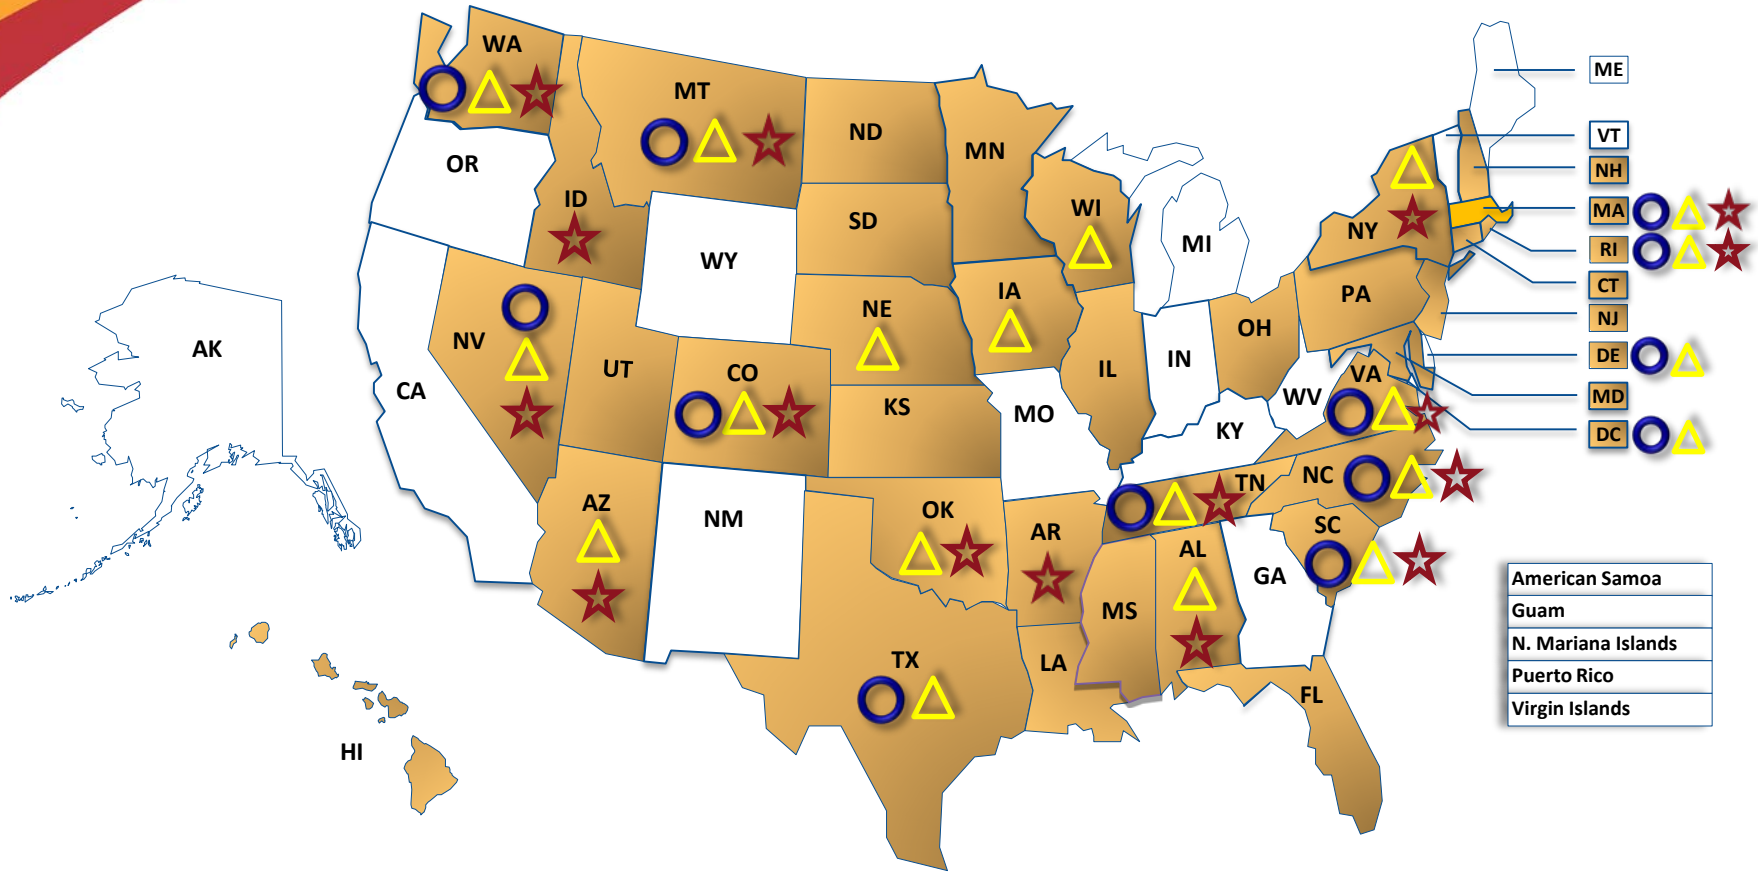 WA
MT
ND
MN
ME
VT
NH
OR
ID
SD
WI
MI
NY
MA
RI
CT
WY
NE
IA
PA
NJ
AK
NV
UT
CO
IL
IN
OH
DE
CA
KS
MO
WV
VA
MD
KY
DC
AZ
NM
OK
AR
TN
NC
SC
AL
GA
MS
LA
TX
FL
HI
American Samoa
Guam
N. Mariana Islands
Puerto Rico
Virgin Islands